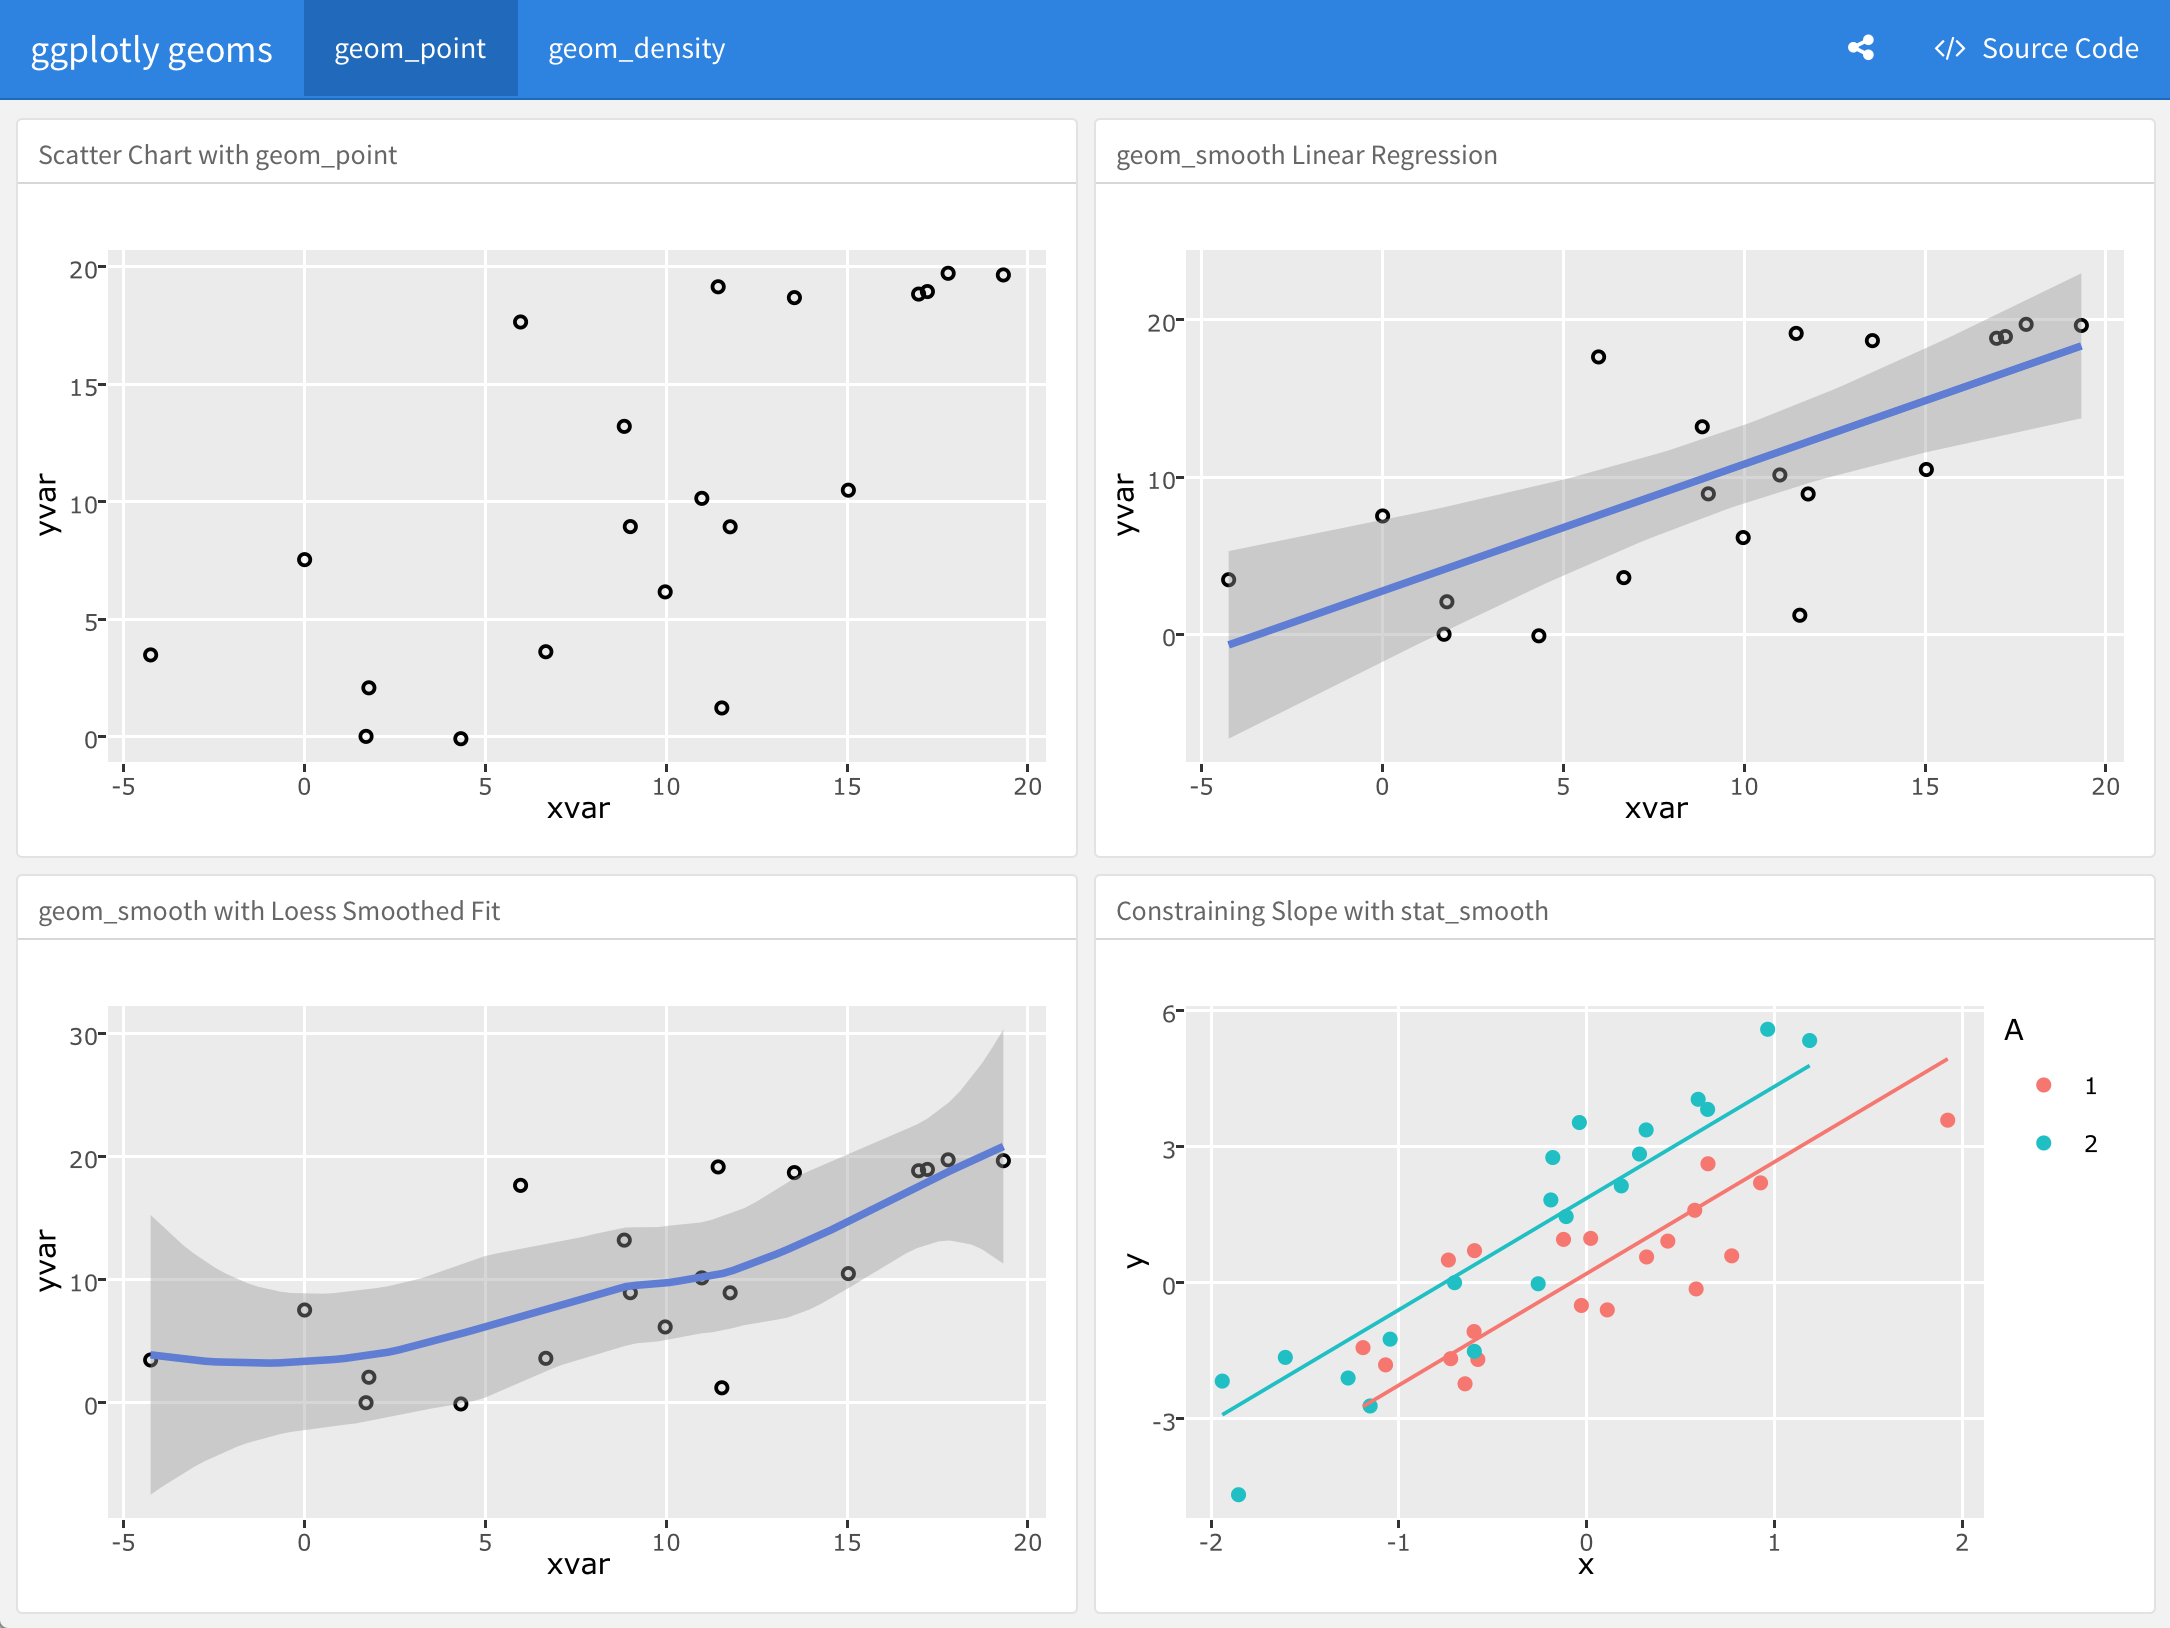 ggplotly geoms geom_point geom_density Source Code
Scatter Chart with geom_point
20
15
10
5
0
yvar
-5 0 5 10 15 20
xvar
geom_smooth Linear Regression
20
10
0
yvar
-5 0 5 10 15 20
xvar
geom_smooth with Loess Smoothed Fit
30
20
10
0
yvar
-5 0 5 10 15 20
xvar
Constraining Slope with stat_smooth
6
3
0
-3
y
-2 -1 0 1 2
x
A
1
2